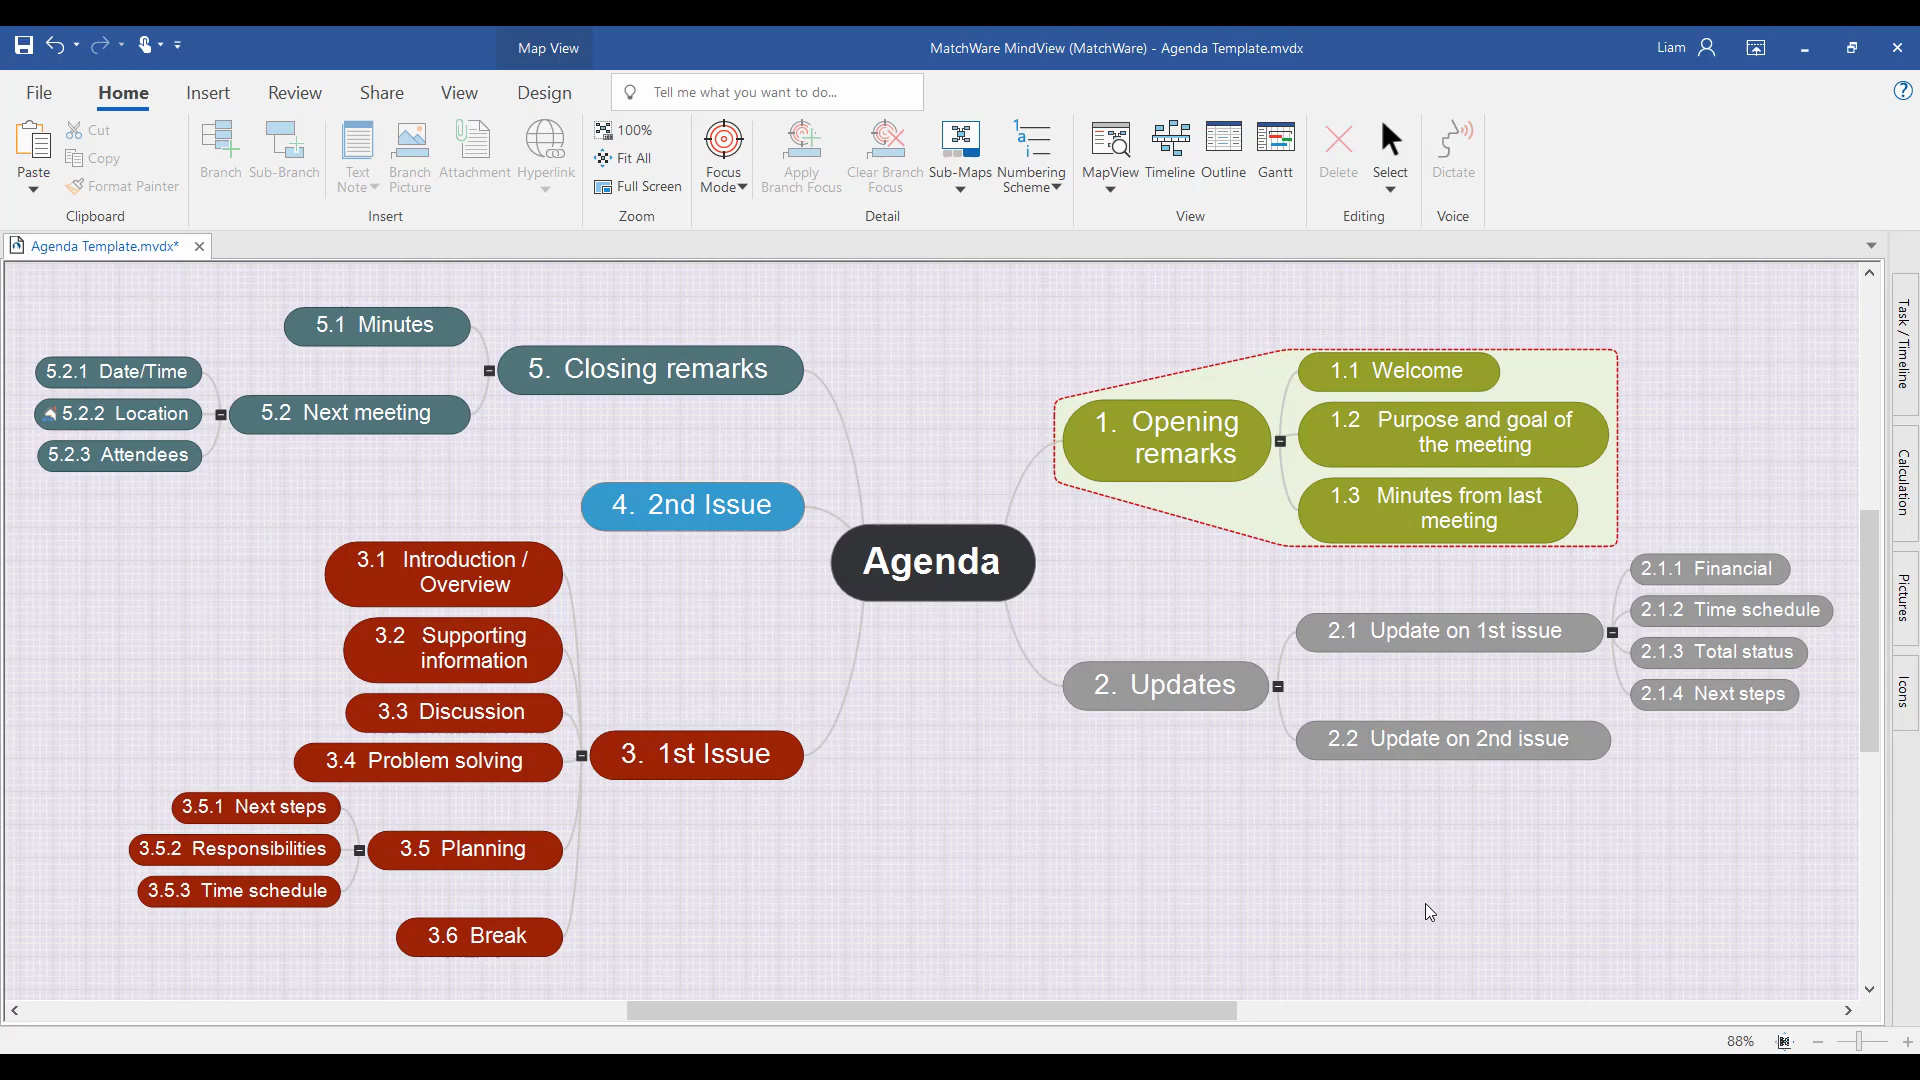 Map View
MatchWare MindView (MatchWare) - Agenda Template.mvdx
Liam
File
Home
Insert
Review
Share
View
Design
Tell me what you want to do...
Paste
Cut
Copy
Format Painter
Clipboard
Branch
Sub-Branch
Text
Note
Branch
Picture
Attachment
Hyperlink
Insert
100%
Fit All
Full Screen
Zoom
Focus
Mode
Apply
Branch Focus
Clear Branch
Focus
Sub-Maps
Numbering
Scheme
Detail
MapView
Timeline
Outline
Gantt
View
Delete
Select
Editing
Dictate
Voice
Agenda Template.mvdx*
5.1 Minutes
5. Closing remarks
5.2.1 Date/Time
5.2.2 Location
5.2.3 Attendees
5.2 Next meeting
4. 2nd Issue
3.1 Introduction /
Overview
3.2 Supporting
information
3.3 Discussion
3.4 Problem solving
3. 1st Issue
3.5.1 Next steps
3.5.2 Responsibilities
3.5.3 Time schedule
3.5 Planning
3.6 Break
Agenda
1. Opening
remarks
1.1 Welcome
1.2 Purpose and goal of
the meeting
1.3 Minutes from last
meeting
2. Updates
2.1 Update on 1st issue
2.1.1 Financial
2.1.2 Time schedule
2.1.3 Total status
2.1.4 Next steps
2.2 Update on 2nd issue
Task / Timeline
Calculation
Pictures
Icons
88%